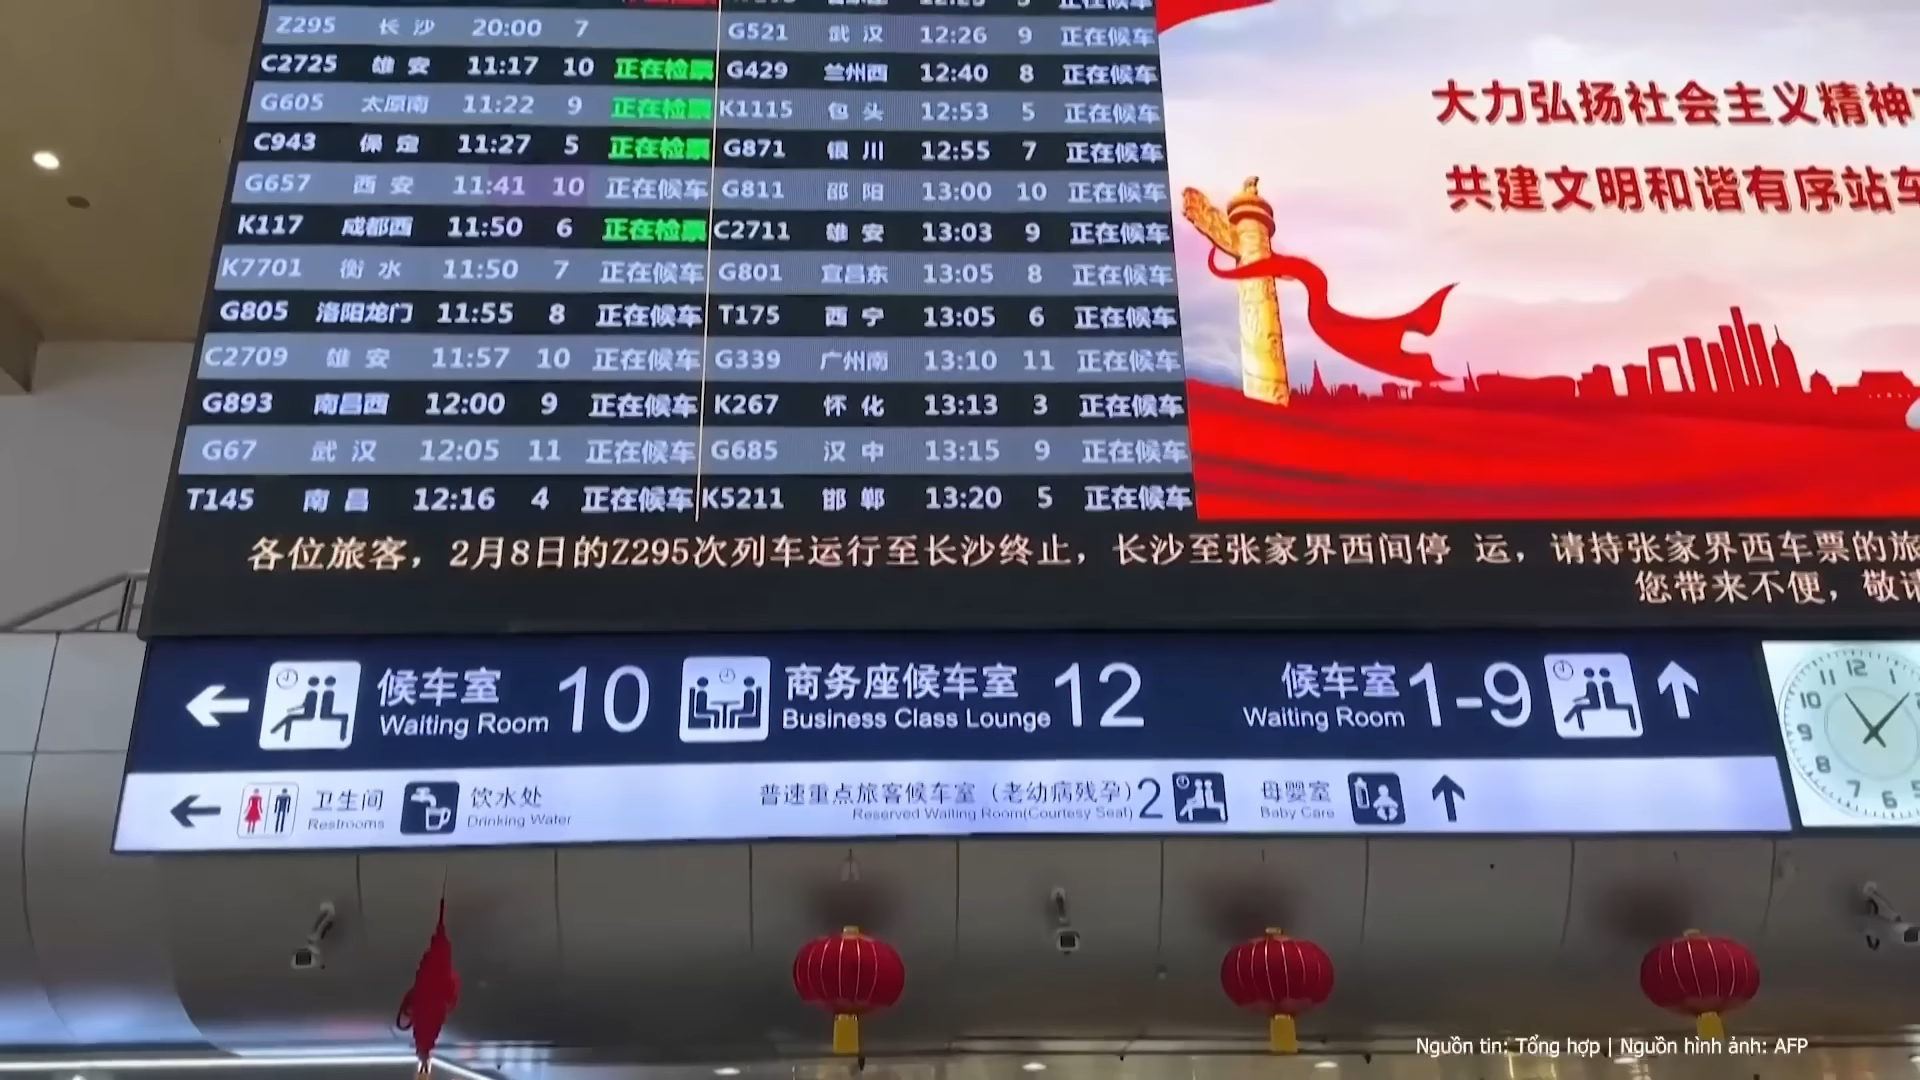 Z295 长沙 20:00 7
C2725 雄安 11:17 10 正在检票
G605 太原南 11:22 9 正在检票
C943 保定 11:27 5 正在检票
G657 西安 11:41 10 正在候车
K117 成都西 11:50 6 正在检票
K7701 衡水 11:50 7 正在候车
G805 洛阳龙门 11:55 8 正在候车
C2709 雄安 11:57 10 正在候车
G893 南昌西 12:00 9 正在候车
G67 武汉 12:05 11 正在候车
T145 南昌 12:16 4 正在候车
G521 武汉 12:26 9 正在候车
G429 兰州西 12:40 8 正在候车
K1115 包头 12:53 5 正在候车
G871 银川 12:55 7 正在候车
G811 邵阳 13:00 10 正在候车
C2711 雄安 13:03 9 正在候车
G801 宜昌东 13:05 8 正在候车
T175 西宁 13:05 6 正在候车
G339 广州南 13:10 11 正在候车
K267 怀化 13:13 3 正在候车
G685 汉中 13:15 9 正在候车
K5211 邯郸 13:20 5 正在候车
大力弘扬社会主义精神
共建文明和谐有序站车
各位旅客，2月8日的Z295次列车运行至长沙终止，长沙至张家界西间停 运，请持张家界西车票的旅
您带来不便，敬请
候车室 10
Waiting Room
商务座候车室 12
Business Class Lounge
候车室 1-9
Waiting Room
卫生间
Restrooms
饮水处
Drinking Water
普速重点旅客候车室（老幼病残孕）2
Reserved Waiting Room(Courtesy Seat)
母婴室
Baby Care
12 1 5 6 7 8 9 10 11
Nguồn tin: Tổng hợp | Nguồn hình ảnh: AFP